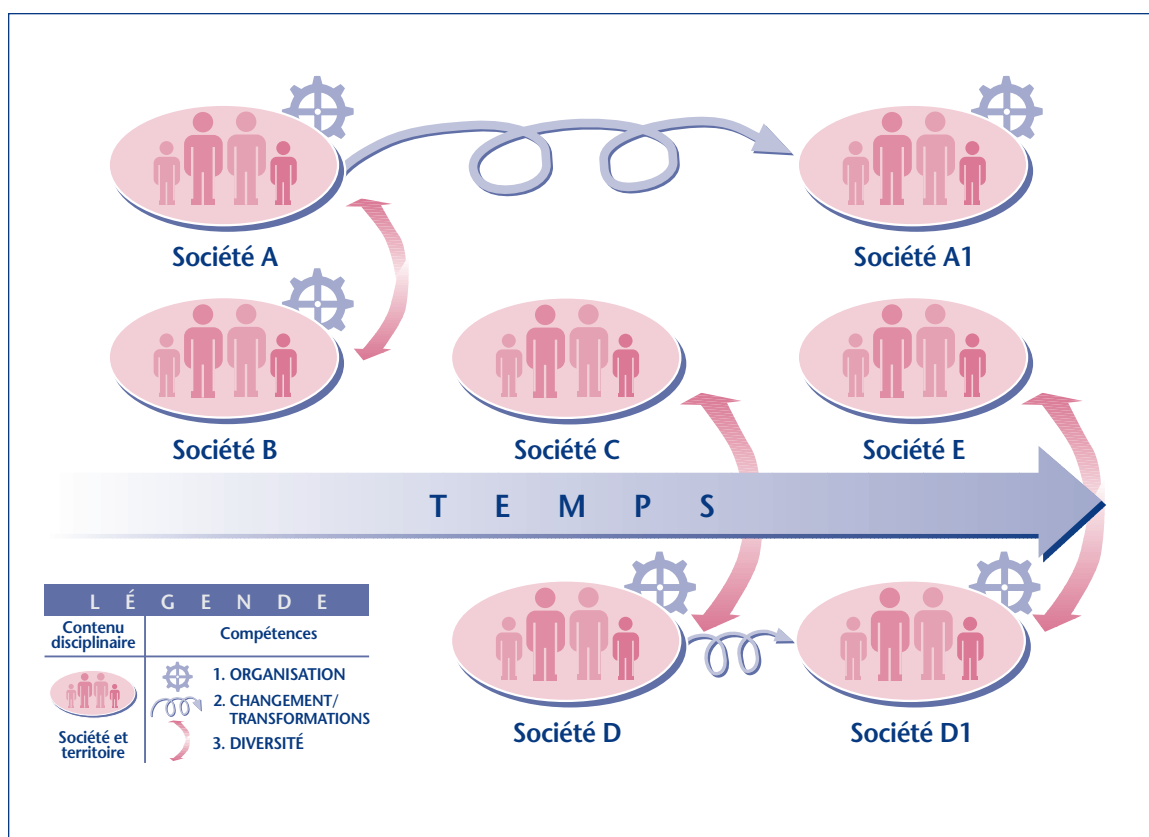 Société A
Société A1
Société B
Société C
Société E
T E M P S
L É G E N D E
Contenu
disciplinaire
Compétences
1. ORGANISATION
2. CHANGEMENT/
TRANSFORMATIONS
3. DIVERSITÉ
Société et
territoire
Société D
Société D1